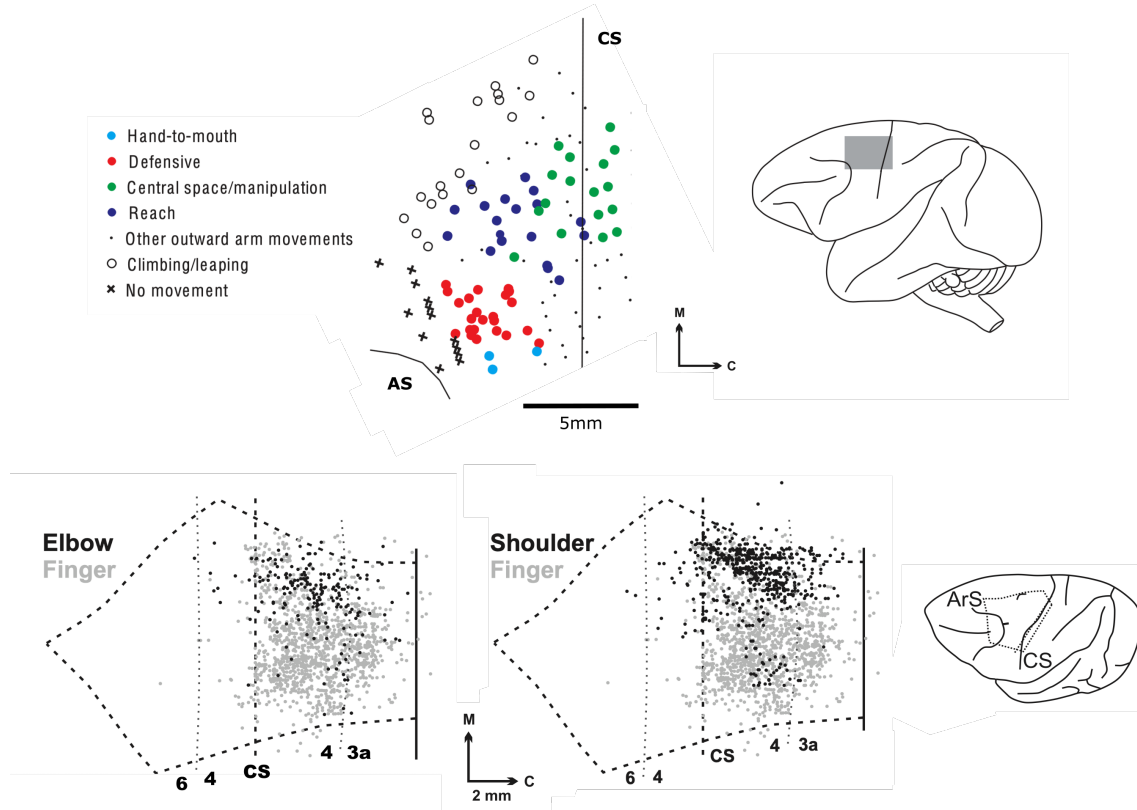 CS
Hand-to-mouth
Defensive
Central space/manipulation
Reach
Other outward arm movements
Climbing/leaping
No movement
AS
M
C
5mm
Elbow
Finger
Shoulder
Finger
ArS
CS
6 4
CS
4 3a
M
C
2 mm
6 4
CS
4 3a